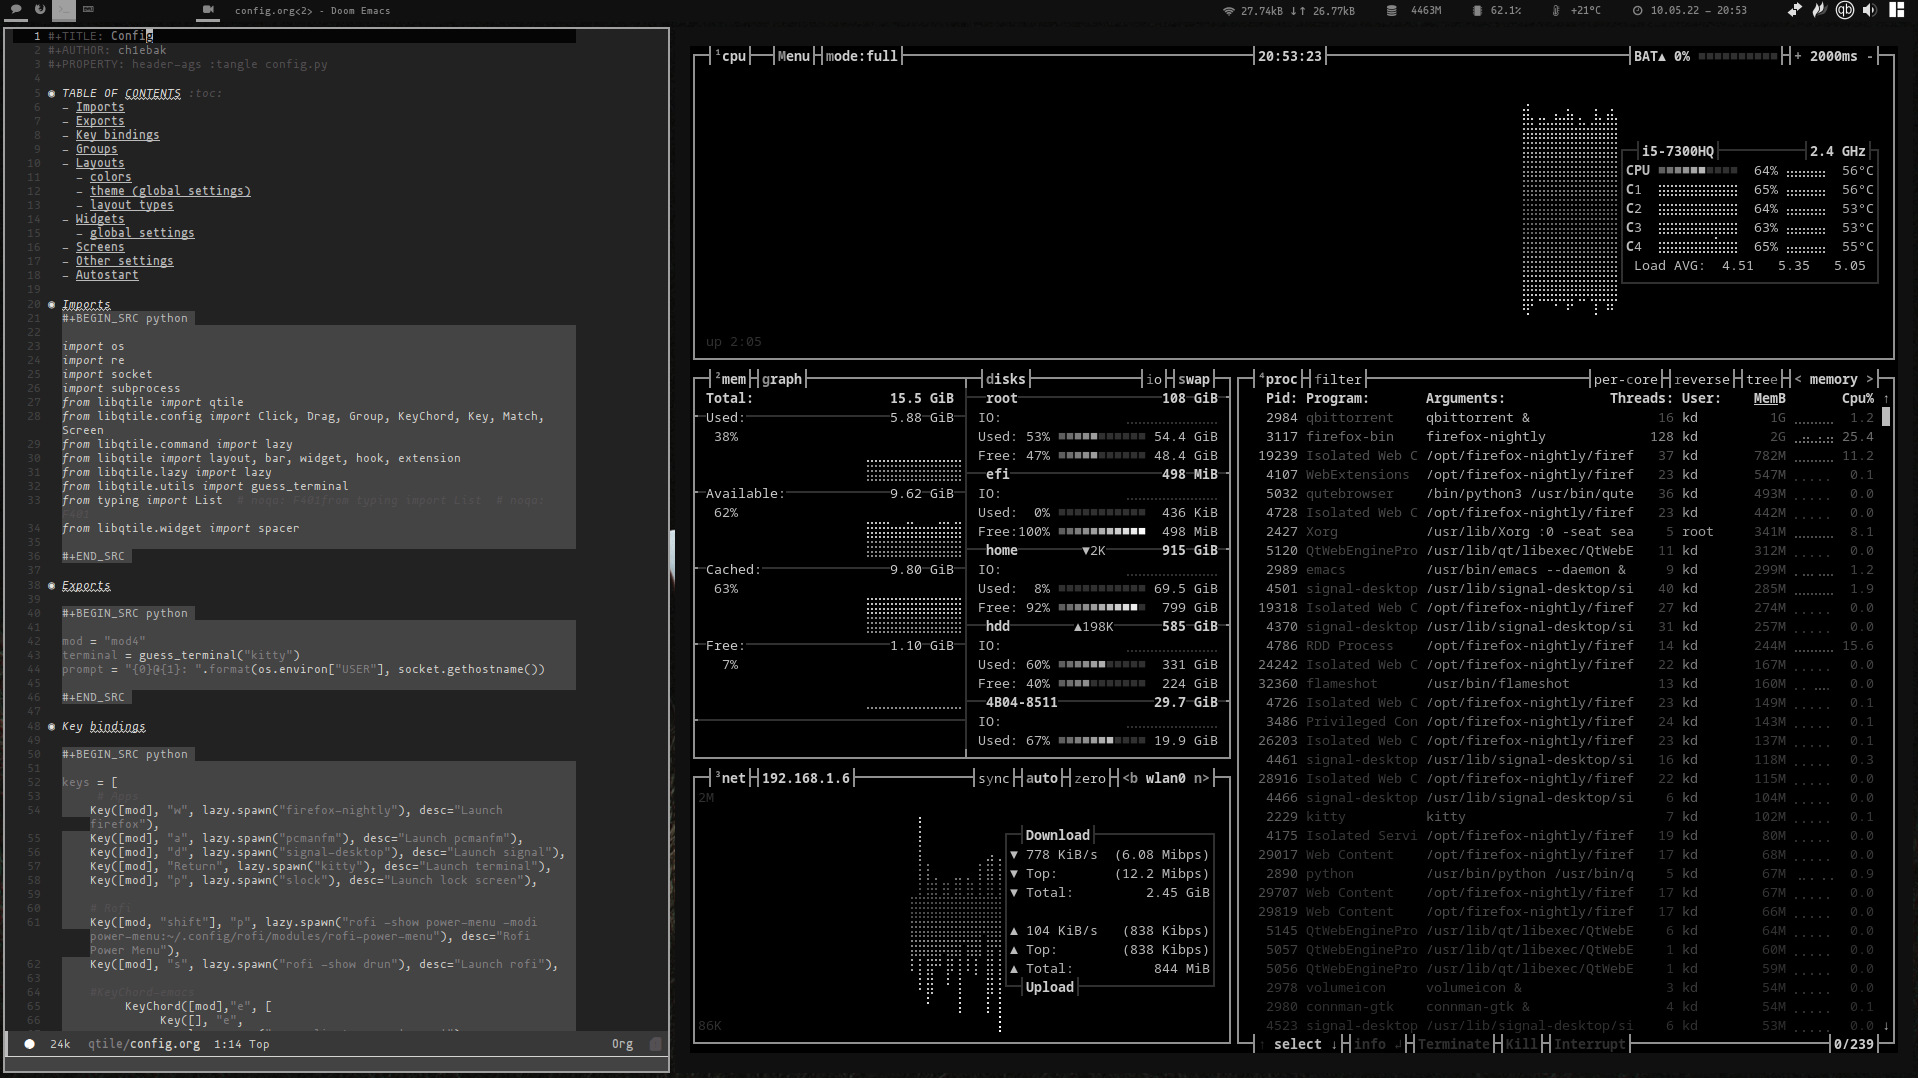 config.org<2> - Doom Emacs
27.74kB ↓↑ 26.77kB 4463M 62.1% +21°C 10.05.22 - 20:53
1 #+TITLE: Config
2 #+AUTHOR: ch1ebak
3 #+PROPERTY: header-ags :tangle config.py
4
5 ◉ TABLE OF CONTENTS :toc:
6 - Imports
7 - Exports
8 - Key bindings
9 - Groups
10 - Layouts
11 - colors
12 - theme (global settings)
13 - layout types
14 - Widgets
15 - global settings
16 - Screens
17 - Other settings
18 - Autostart
19
20 ◉ Imports
21 #+BEGIN_SRC python
22
23 import os
24 import re
25 import socket
26 import subprocess
27 from libqtile import qtile
28 from libqtile.config import Click, Drag, Group, KeyChord, Key, Match,
Screen
29 from libqtile.command import lazy
30 from libqtile import layout, bar, widget, hook, extension
31 from libqtile.lazy import lazy
32 from libqtile.utils import guess_terminal
33 from typing import List # noqa: F401from typing import List # noqa:
F401
34 from libqtile.widget import spacer
35
36 #+END_SRC
37
38 ◉ Exports
39
40 #+BEGIN_SRC python
41
42 mod = "mod4"
43 terminal = guess_terminal("kitty")
44 prompt = "{0}@{1}: ".format(os.environ["USER"], socket.gethostname())
45
46 #+END_SRC
47
48 ◉ Key bindings
49
50 #+BEGIN_SRC python
51
52 keys = [
53 # Apps
54 Key([mod], "w", lazy.spawn("firefox-nightly"), desc="Launch
firefox"),
55 Key([mod], "a", lazy.spawn("pcmanfm"), desc="Launch pcmanfm"),
56 Key([mod], "d", lazy.spawn("signal-desktop"), desc="Launch signal"),
57 Key([mod], "Return", lazy.spawn("kitty"), desc="Launch terminal"),
58 Key([mod], "p", lazy.spawn("slock"), desc="Launch lock screen"),
59
60 # Rofi
61 Key([mod, "shift"], "p", lazy.spawn("rofi -show power-menu -modi
power-menu:~/.config/rofi/modules/rofi-power-menu"), desc="Rofi
Power Menu"),
62 Key([mod], "s", lazy.spawn("rofi -show drun"), desc="Launch rofi"),
63
64 #KeyChord-emacs
65 KeyChord([mod],"e", [
66 Key([], "e",
24k qtile/config.org 1:14 Top Org
1cpu Menu mode:full 20:53:23 BAT▲ 0% + 2000ms -
i5-7300HQ 2.4 GHz
CPU 64% 56°C
C1 65% 56°C
C2 64% 53°C
C3 63% 53°C
C4 65% 55°C
Load AVG: 4.51 5.35 5.05
up 2:05
2mem graph
Total: 15.5 GiB
Used: 5.88 GiB
38%
Available: 9.62 GiB
62%
Cached: 9.80 GiB
63%
Free: 1.10 GiB
7%
disks io swap
root 108 GiB
IO:
Used: 53% 54.4 GiB
Free: 47% 48.4 GiB
efi 498 MiB
IO:
Used: 0% 436 KiB
Free:100% 498 MiB
home ▼2K 915 GiB
IO:
Used: 8% 69.5 GiB
Free: 92% 799 GiB
hdd ▲198K 585 GiB
IO:
Used: 60% 331 GiB
Free: 40% 224 GiB
4B04-8511 29.7 GiB
IO:
Used: 67% 19.9 GiB
3net 192.168.1.6 sync auto zero <b wlan0 n>
2M
Download
▼ 778 KiB/s (6.08 Mibps)
▼ Top: (12.2 Mibps)
▼ Total: 2.45 GiB
▲ 104 KiB/s (838 Kibps)
▲ Top: (838 Kibps)
▲ Total: 844 MiB
Upload
86K
4proc filter per-core reverse tree < memory >
Pid: Program: Arguments: Threads: User: MemB Cpu% ↑
2984 qbittorrent qbittorrent & 16 kd 1G 1.2
3117 firefox-bin firefox-nightly 128 kd 2G 25.4
19239 Isolated Web C /opt/firefox-nightly/firef 37 kd 782M 11.2
4107 WebExtensions /opt/firefox-nightly/firef 23 kd 547M 0.1
5032 qutebrowser /bin/python3 /usr/bin/qute 36 kd 493M 0.0
4728 Isolated Web C /opt/firefox-nightly/firef 23 kd 442M 0.0
2427 Xorg /usr/lib/Xorg :0 -seat sea 5 root 341M 8.1
5120 QtWebEnginePro /usr/lib/qt/libexec/QtWebE 11 kd 312M 0.0
2989 emacs /usr/bin/emacs --daemon & 9 kd 299M 1.2
4501 signal-desktop /usr/lib/signal-desktop/si 40 kd 285M 1.9
19318 Isolated Web C /opt/firefox-nightly/firef 27 kd 274M 0.0
4370 signal-desktop /usr/lib/signal-desktop/si 31 kd 257M 0.0
4786 RDD Process /opt/firefox-nightly/firef 14 kd 244M 15.6
24242 Isolated Web C /opt/firefox-nightly/firef 22 kd 167M 0.0
32360 flameshot /usr/bin/flameshot 13 kd 160M 0.0
4726 Isolated Web C /opt/firefox-nightly/firef 23 kd 149M 0.1
3486 Privileged Con /opt/firefox-nightly/firef 24 kd 143M 0.1
26203 Isolated Web C /opt/firefox-nightly/firef 23 kd 137M 0.1
4461 signal-desktop /usr/lib/signal-desktop/si 16 kd 118M 0.3
28916 Isolated Web C /opt/firefox-nightly/firef 22 kd 115M 0.0
4466 signal-desktop /usr/lib/signal-desktop/si 6 kd 104M 0.0
2229 kitty kitty 7 kd 102M 0.1
4175 Isolated Servi /opt/firefox-nightly/firef 19 kd 80M 0.0
29017 Web Content /opt/firefox-nightly/firef 17 kd 68M 0.0
2890 python /usr/bin/python /usr/bin/q 5 kd 67M 0.9
29707 Web Content /opt/firefox-nightly/firef 17 kd 67M 0.0
29819 Web Content /opt/firefox-nightly/firef 17 kd 66M 0.0
5145 QtWebEnginePro /usr/lib/qt/libexec/QtWebE 6 kd 64M 0.0
5057 QtWebEnginePro /usr/lib/qt/libexec/QtWebE 1 kd 60M 0.0
5056 QtWebEnginePro /usr/lib/qt/libexec/QtWebE 1 kd 59M 0.0
2978 volumeicon volumeicon & 3 kd 54M 0.0
2980 connman-gtk connman-gtk & 4 kd 54M 0.1
4523 signal-desktop /usr/lib/signal-desktop/si 6 kd 53M 0.0 ↓
↑ select ↓ info ↲ Terminate Kill Interrupt 0/239